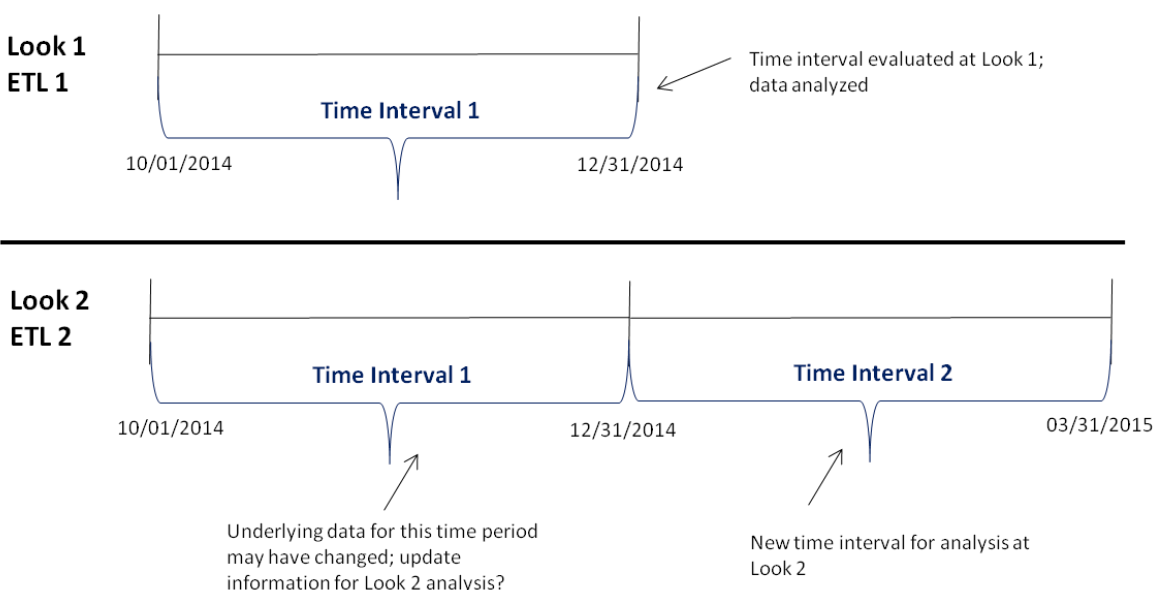 Look 1
ETL 1
Time interval evaluated at Look 1;
data analyzed
Time Interval 1
10/01/2014
12/31/2014
Look 2
ETL 2
Time Interval 1
Time Interval 2
10/01/2014
12/31/2014
03/31/2015
Underlying data for this time period
may have changed; update
information for Look 2 analysis?
New time interval for analysis at
Look 2